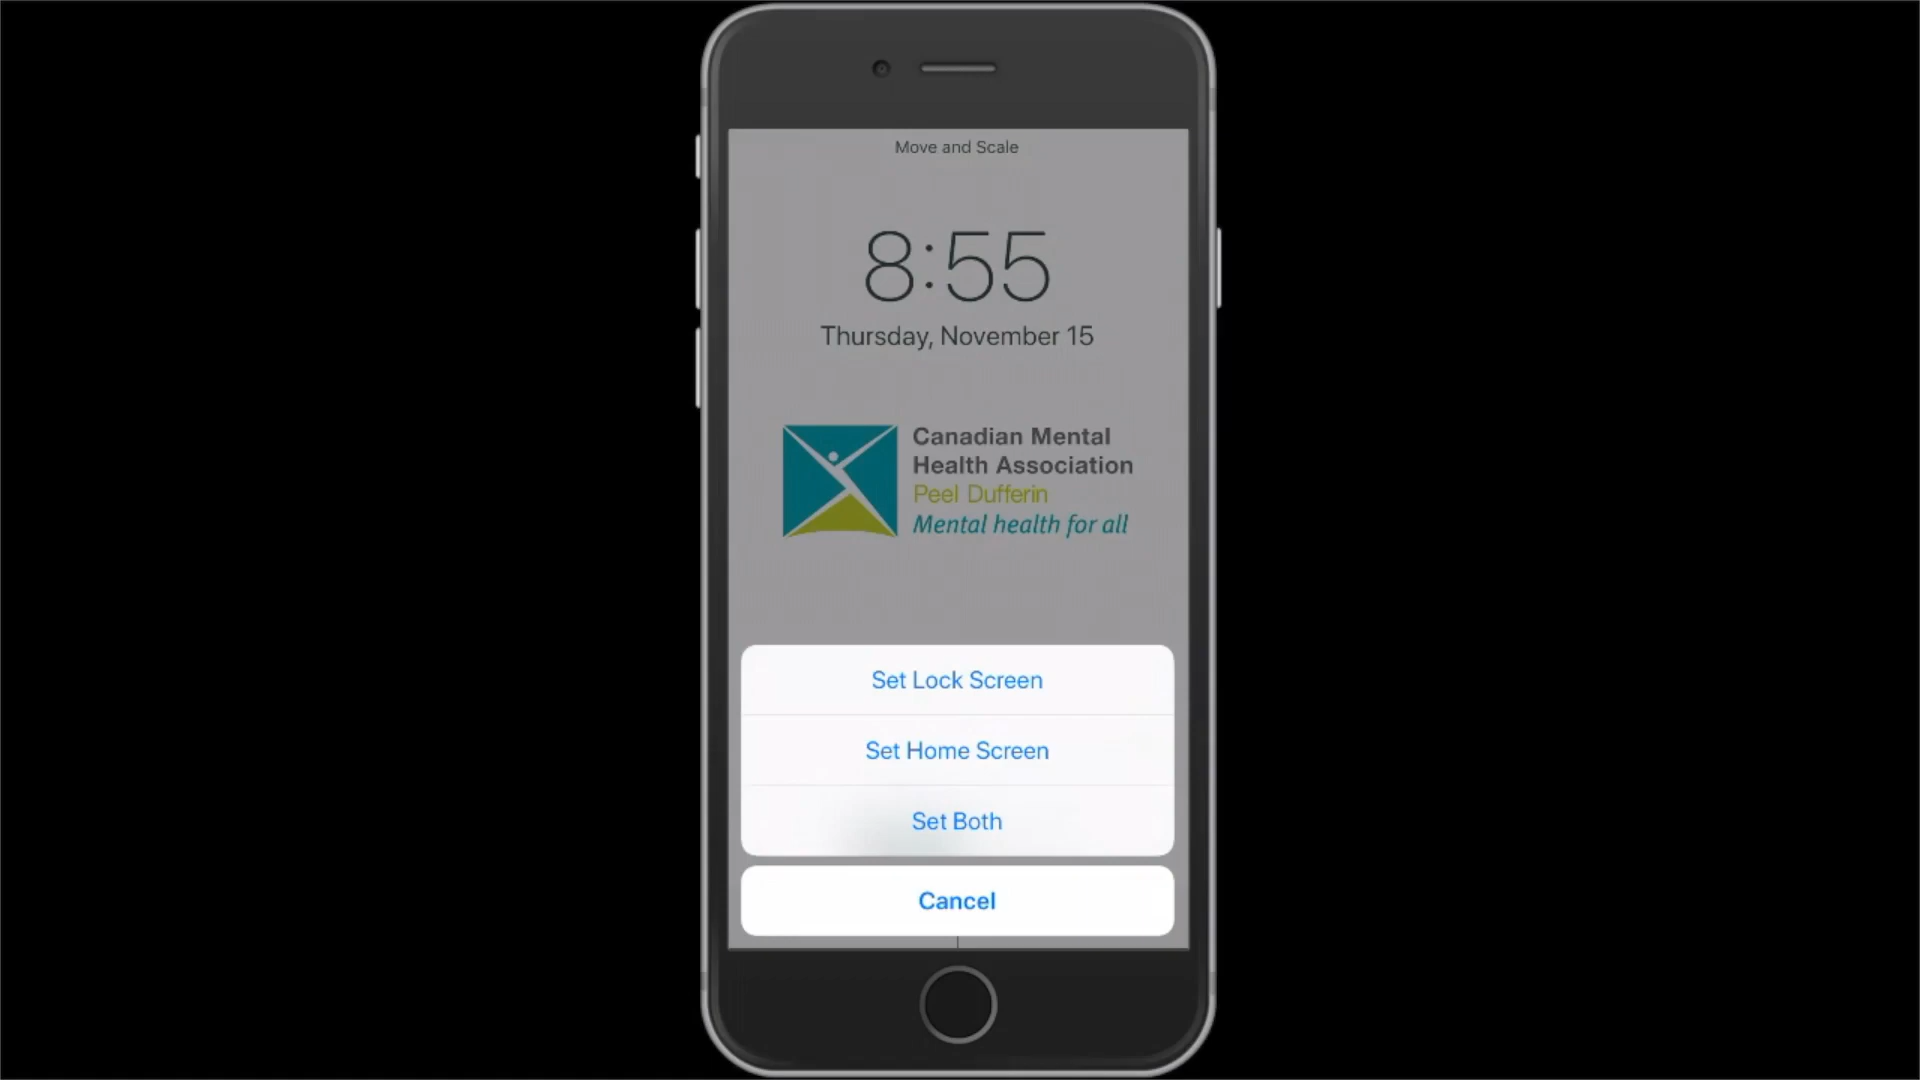 Move and Scale
8:55
Thursday, November 15
Canadian Mental
Health Association
Peel Dufferin
Mental health for all
Set Lock Screen
Set Home Screen
Set Both
Cancel